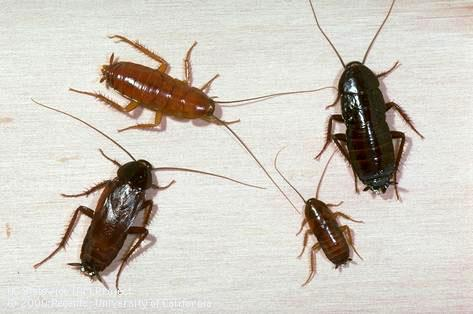 UC Statewide IPM Project
© 2000 Regents, University of California